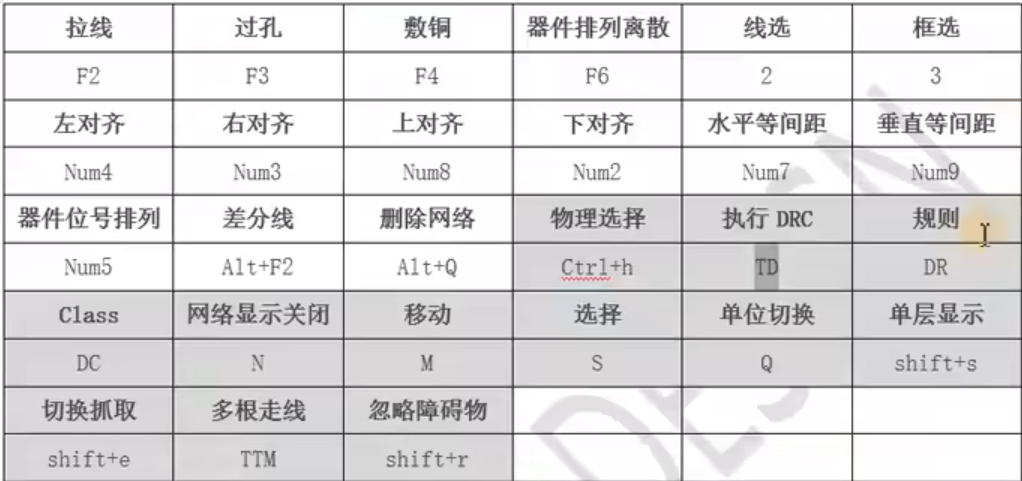 拉线 过孔 敷铜 器件排列离散 线选 框选
F2 F3 F4 F6 2 3
左对齐 右对齐 上对齐 下对齐 水平等间距 垂直等间距
Num4 Num3 Num8 Num2 Num7 Num9
器件位号排列 差分线 删除网络 物理选择 执行 DRC 规则
Num5 Alt+F2 Alt+Q Ctrl+h TD DR
Class 网络显示关闭 移动 选择 单位切换 单层显示
DC N M S Q shift+s
切换抓取 多根走线 忽略障碍物
shift+e TTM shift+r